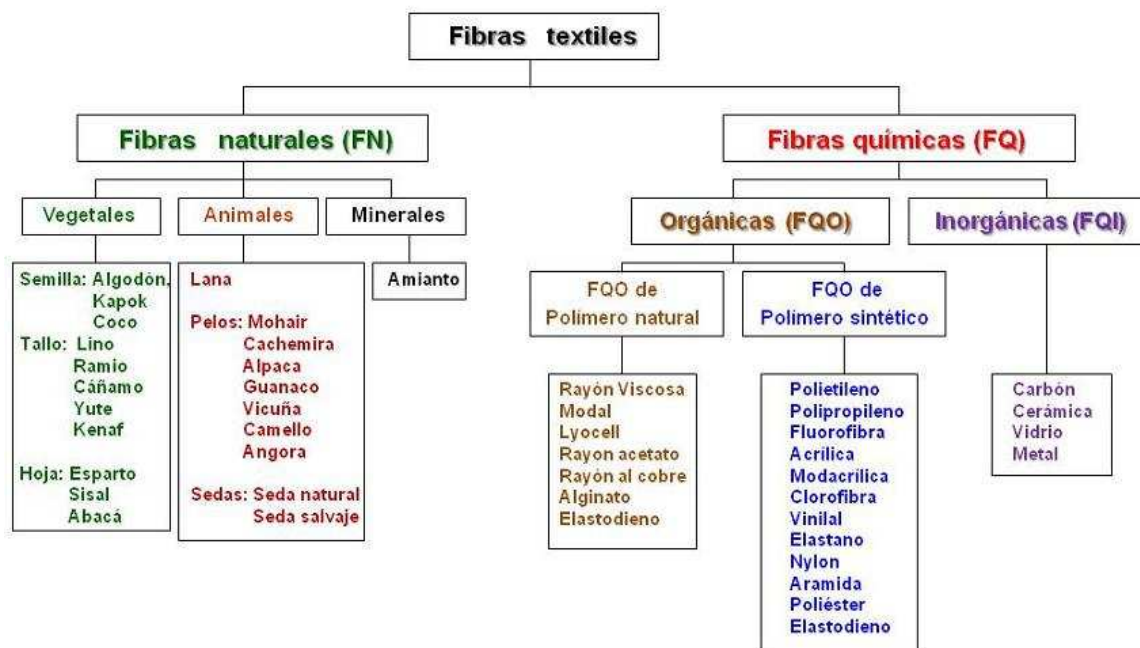 Fibras textiles
Fibras naturales (FN)
Fibras químicas (FQ)
Vegetales
Animales
Minerales
Orgánicas (FQO)
Inorgánicas (FQI)
Semilla: Algodón,
Kapok
Coco
Tallo: Lino
Ramio
Cáñamo
Yute
Kenaf
Hoja: Esparto
Sisal
Abacá
Lana
Pelos: Mohair
Cachemira
Alpaca
Guanaco
Vicuña
Camello
Angora
Sedas: Seda natural
Seda salvaje
Amianto
FQO de
Polímero natural
FQO de
Polímero sintético
Rayón Viscosa
Modal
Lyocell
Rayon acetato
Rayón al cobre
Alginato
Elastodieno
Polietileno
Polipropileno
Fluorofibra
Acrílica
Modacrílica
Clorofibra
Vinilal
Elastano
Nylon
Aramida
Poliéster
Elastodieno
Carbón
Cerámica
Vidrio
Metal